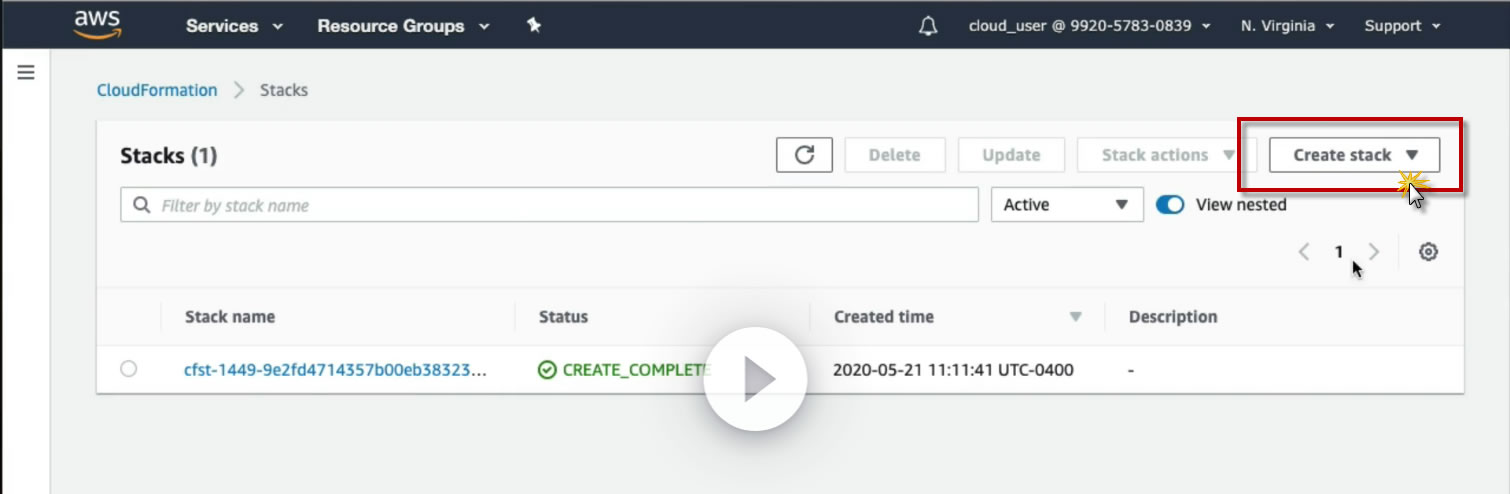 aws Services Resource Groups cloud_user @ 9920-5783-0839 N. Virginia Support
CloudFormation Stacks
Stacks (1) Delete Update Stack actions Create stack
Filter by stack name Active View nested
1
Stack name Status Created time Description
cfst-1449-9e2fd4714357b00eb38323... CREATE_COMPLETE 2020-05-21 11:11:41 UTC-0400 -